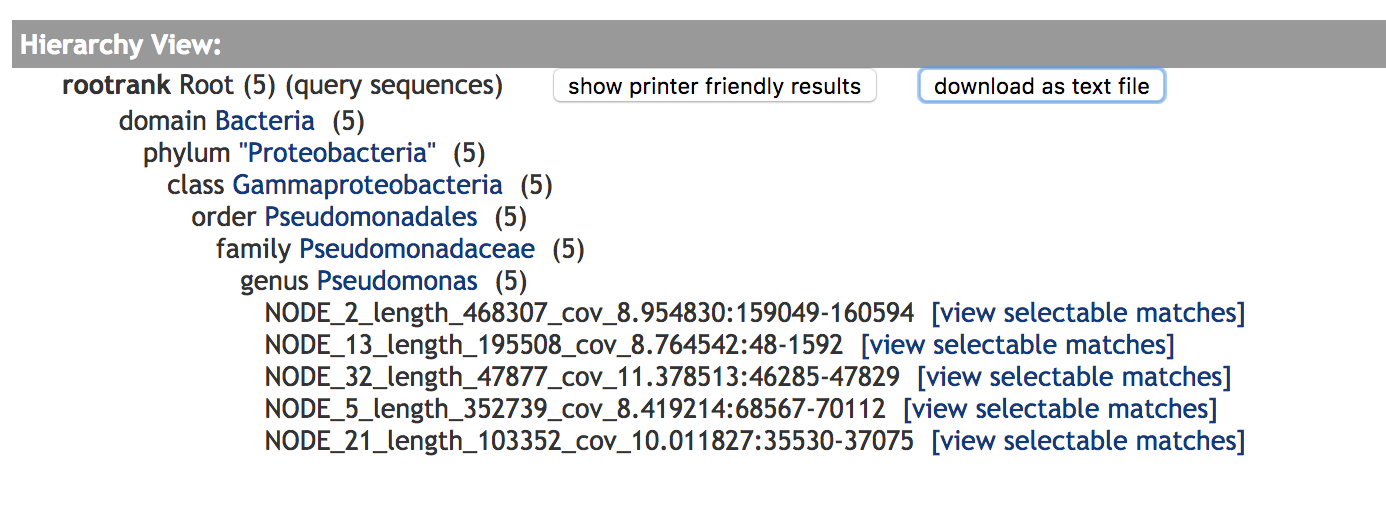 Hierarchy View:
rootrank Root (5) (query sequences) show printer friendly results download as text file
domain Bacteria (5)
phylum "Proteobacteria" (5)
class Gammaproteobacteria (5)
order Pseudomonadales (5)
family Pseudomonadaceae (5)
genus Pseudomonas (5)
NODE_2_length_468307_cov_8.954830:159049-160594 [view selectable matches]
NODE_13_length_195508_cov_8.764542:48-1592 [view selectable matches]
NODE_32_length_47877_cov_11.378513:46285-47829 [view selectable matches]
NODE_5_length_352739_cov_8.419214:68567-70112 [view selectable matches]
NODE_21_length_103352_cov_10.011827:35530-37075 [view selectable matches]